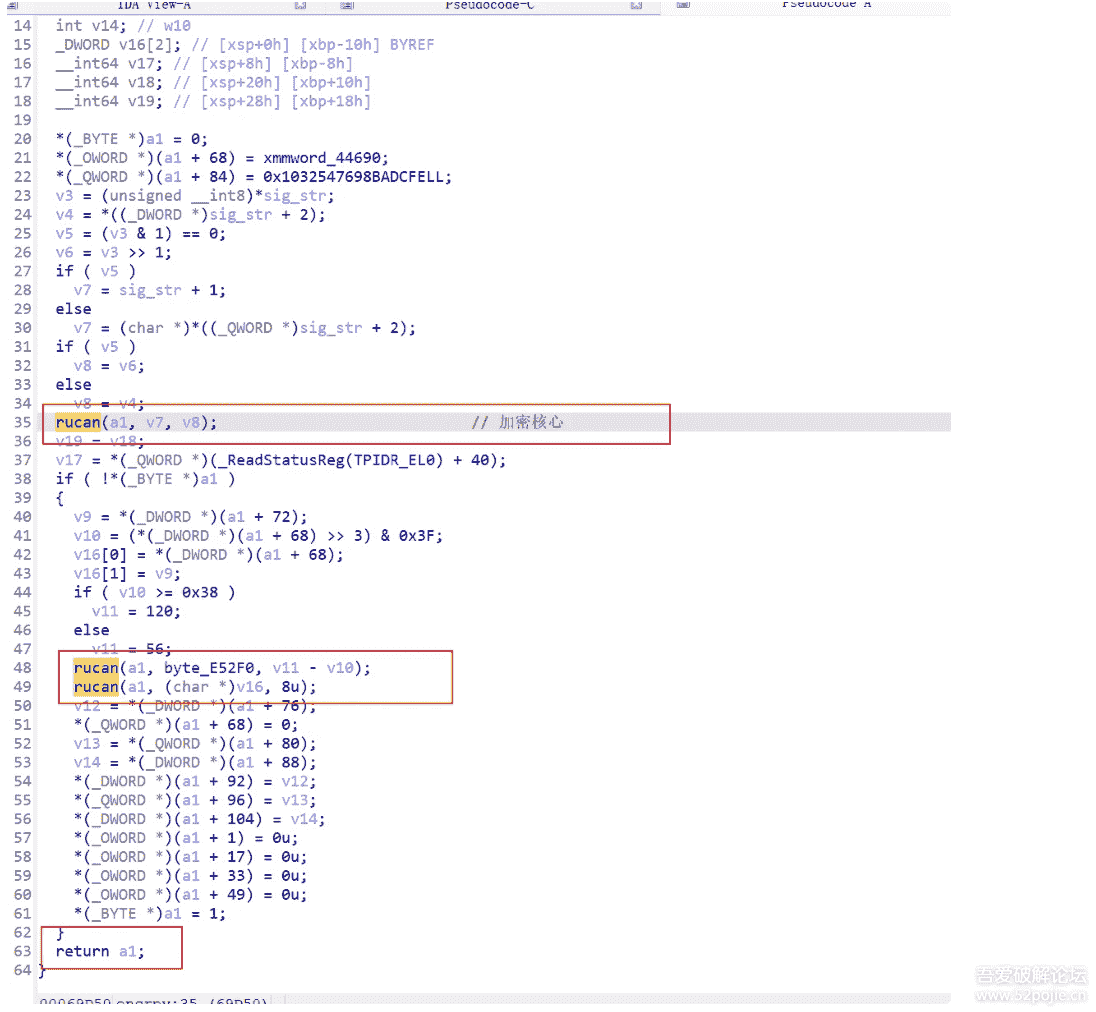 IDA View-A Pseudocode-C Pseudocode A
14 int v14; // w10
15 _DWORD v16[2]; // [xsp+0h] [xbp-10h] BYREF
16 __int64 v17; // [xsp+8h] [xbp-8h]
17 __int64 v18; // [xsp+20h] [xbp+10h]
18 __int64 v19; // [xsp+28h] [xbp+18h]
19
20 *(_BYTE *)a1 = 0;
21 *(_OWORD *)(a1 + 68) = xmmword_44690;
22 *(_QWORD *)(a1 + 84) = 0x1032547698BADCFELL;
23 v3 = (unsigned __int8)*sig_str;
24 v4 = *((_DWORD *)sig_str + 2);
25 v5 = (v3 & 1) == 0;
26 v6 = v3 >> 1;
27 if ( v5 )
28 v7 = sig_str + 1;
29 else
30 v7 = (char *)*((_QWORD *)sig_str + 2);
31 if ( v5 )
32 v8 = v6;
33 else
34 v8 = v4;
35 rucan(a1, v7, v8); // 加密核心
36 v19 = v18;
37 v17 = *(_QWORD *)(_ReadStatusReg(TPIDR_EL0) + 40);
38 if ( !*(_BYTE *)a1 )
39 {
40 v9 = *(_DWORD *)(a1 + 72);
41 v10 = (*(_DWORD *)(a1 + 68) >> 3) & 0x3F;
42 v16[0] = *(_DWORD *)(a1 + 68);
43 v16[1] = v9;
44 if ( v10 >= 0x38 )
45 v11 = 120;
46 else
47 v11 = 56;
48 rucan(a1, byte_E52F0, v11 - v10);
49 rucan(a1, (char *)v16, 8u);
50 v12 = *(_DWORD *)(a1 + 76);
51 *(_QWORD *)(a1 + 68) = 0;
52 v13 = *(_QWORD *)(a1 + 80);
53 v14 = *(_DWORD *)(a1 + 88);
54 *(_DWORD *)(a1 + 92) = v12;
55 *(_QWORD *)(a1 + 96) = v13;
56 *(_DWORD *)(a1 + 104) = v14;
57 *(_OWORD *)(a1 + 1) = 0u;
58 *(_OWORD *)(a1 + 17) = 0u;
59 *(_OWORD *)(a1 + 33) = 0u;
60 *(_OWORD *)(a1 + 49) = 0u;
61 *(_BYTE *)a1 = 1;
62 }
63 return a1;
64 }
吾爱破解论坛
www.52pojie.cn